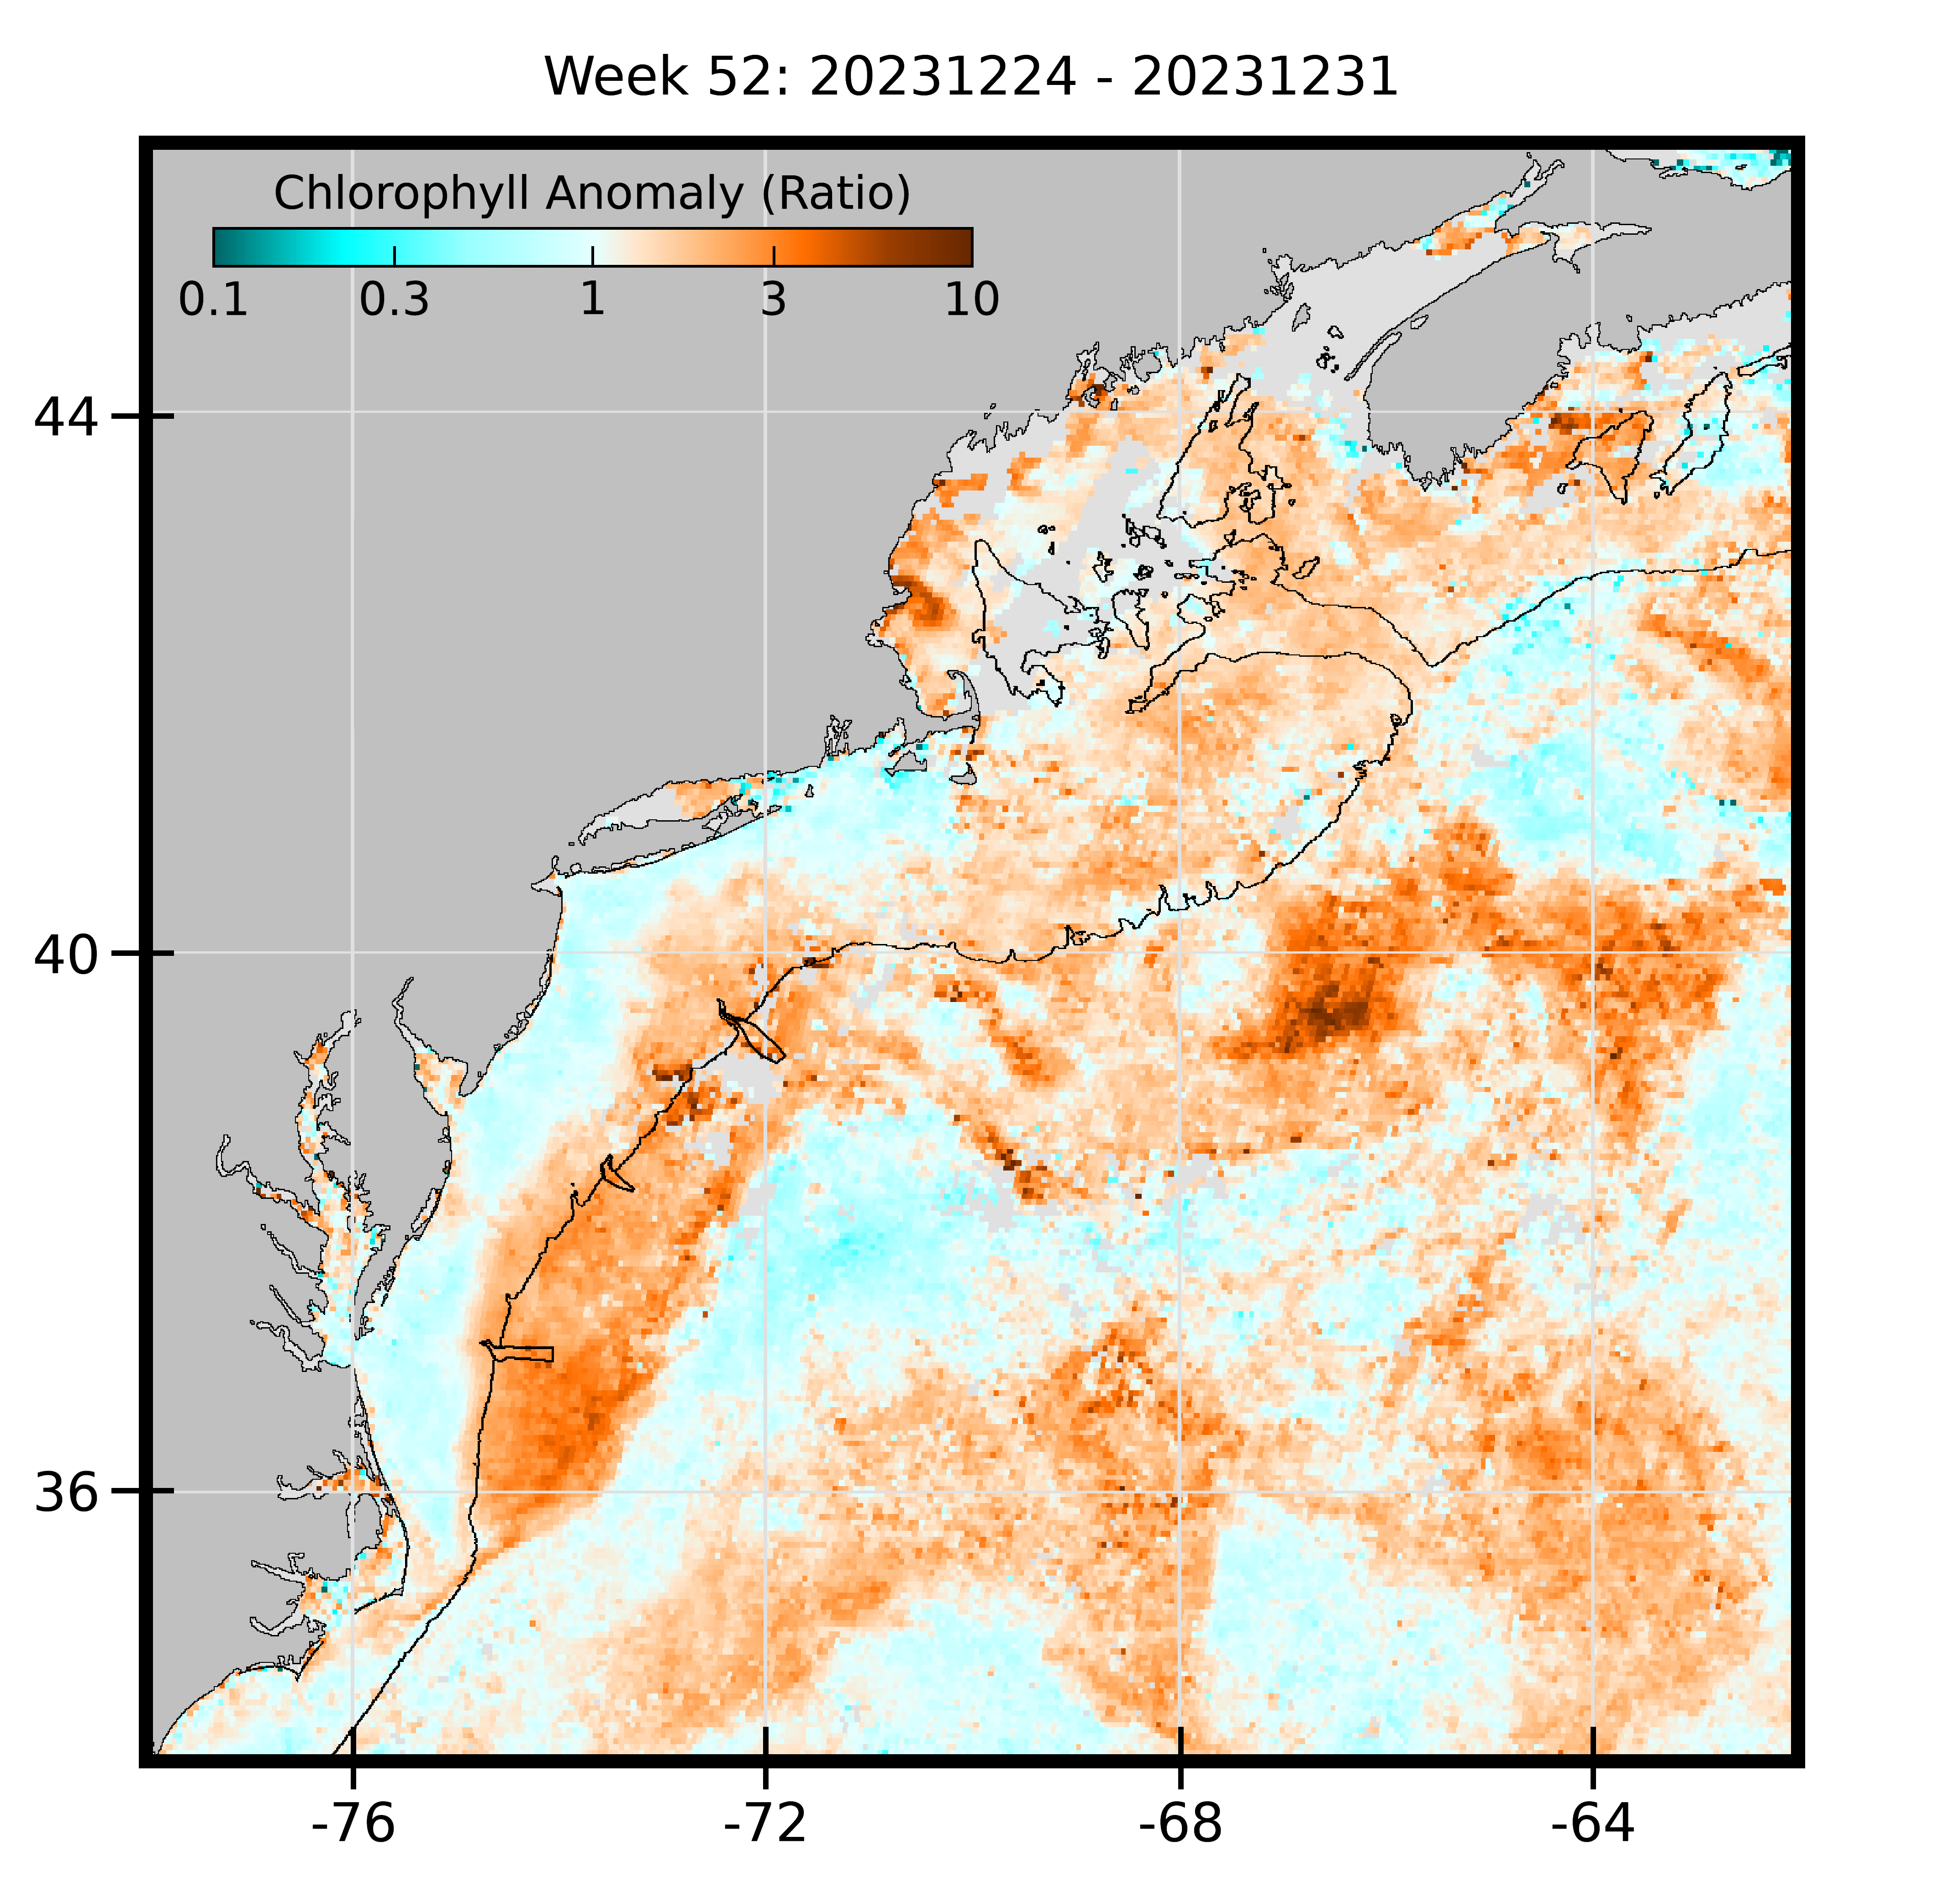 Week 52: 20231224 - 20231231
Chlorophyll Anomaly (Ratio)
0.1 0.3 1 3 10
44
40
36
-76 -72 -68 -64